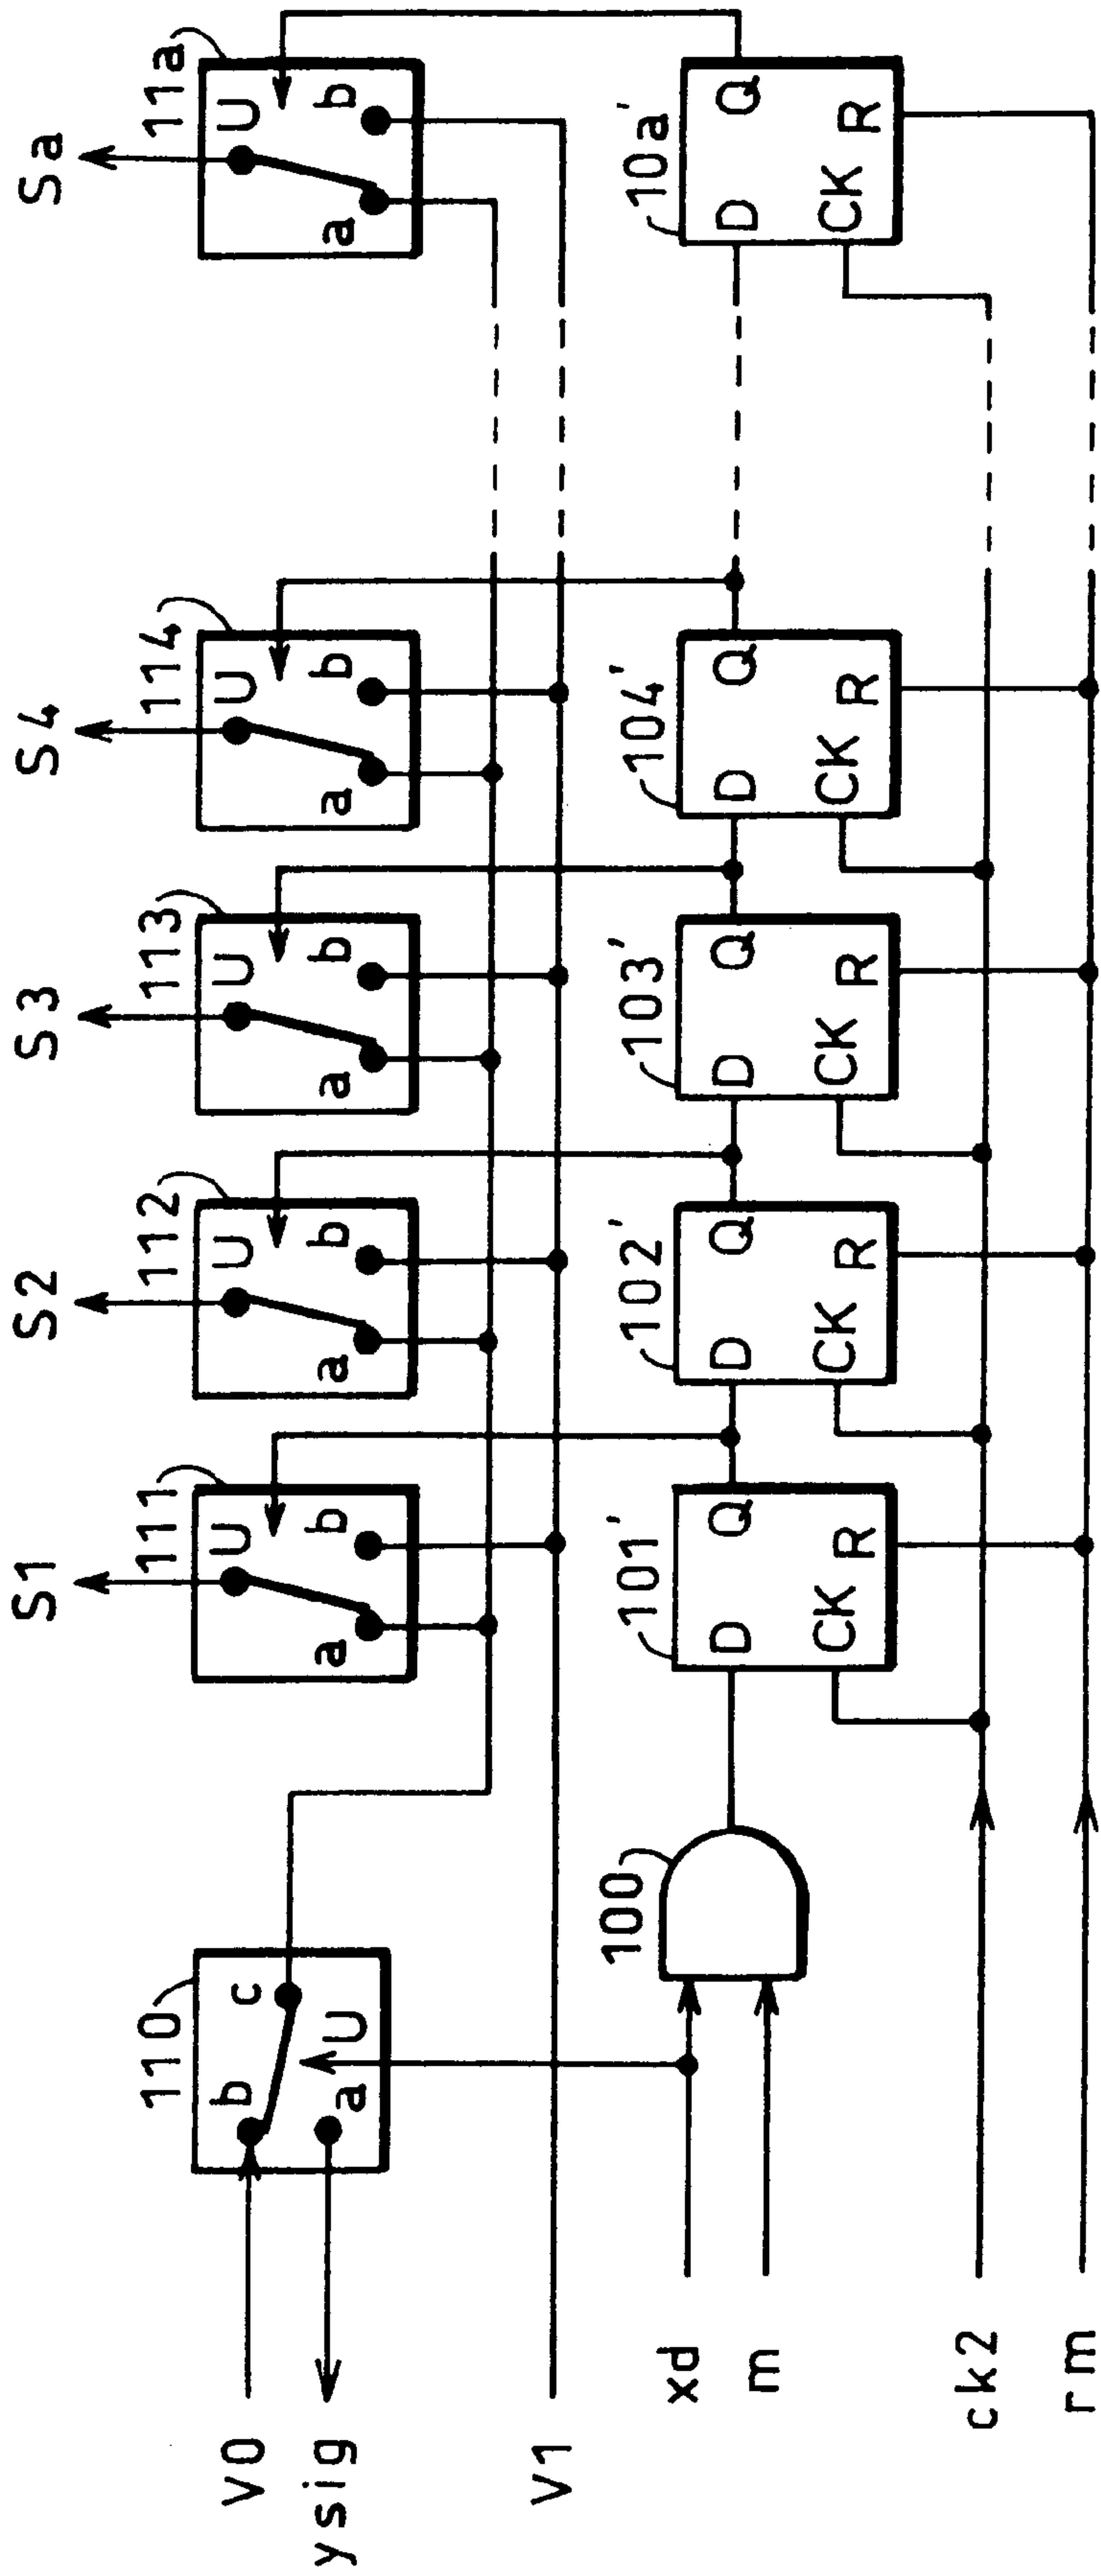 S1 S2 S3 S4 Sa
110 111 112 113 114 11a
b c U b U b U b U b U b
a U a a a a a
V0
ysig
V1
100 101' 102' 103' 104' 10a'
D Q D Q D Q D Q D Q
CK R CK R CK R CK R CK R
xd
m
ck2
rm